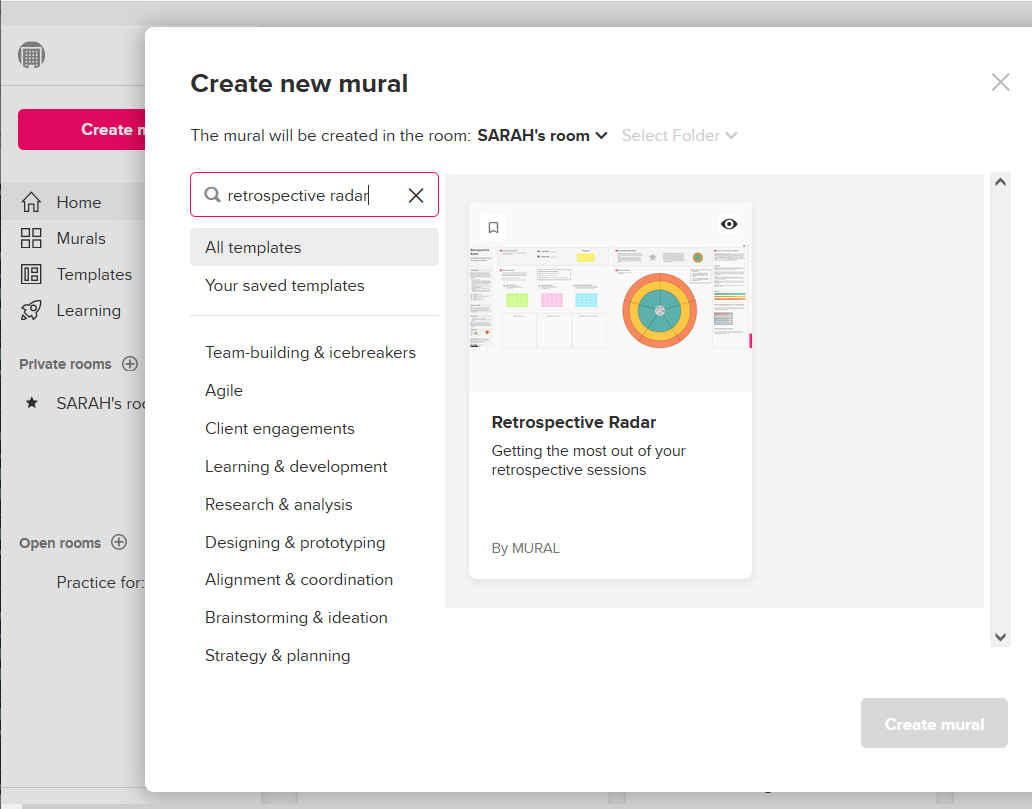 Create new mural
The mural will be created in the room: SARAH's room Select Folder
Create
Home
Murals
Templates
Learning
Private rooms
SARAH's
Open rooms
Practice for:
retrospective radar
All templates
Your saved templates
Team-building & icebreakers
Agile
Client engagements
Learning & development
Research & analysis
Designing & prototyping
Alignment & coordination
Brainstorming & ideation
Strategy & planning
Retrospective
Radar
Retrospective Radar
Getting the most out of your
retrospective sessions
By MURAL
Create mural